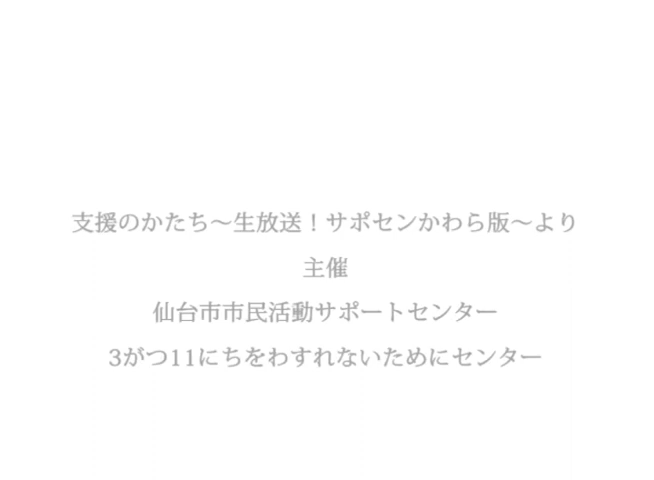 支援のかたち〜生放送！サポセンかわら版〜より
主催
仙台市市民活動サポートセンター
3がつ11にちをわすれないためにセンター